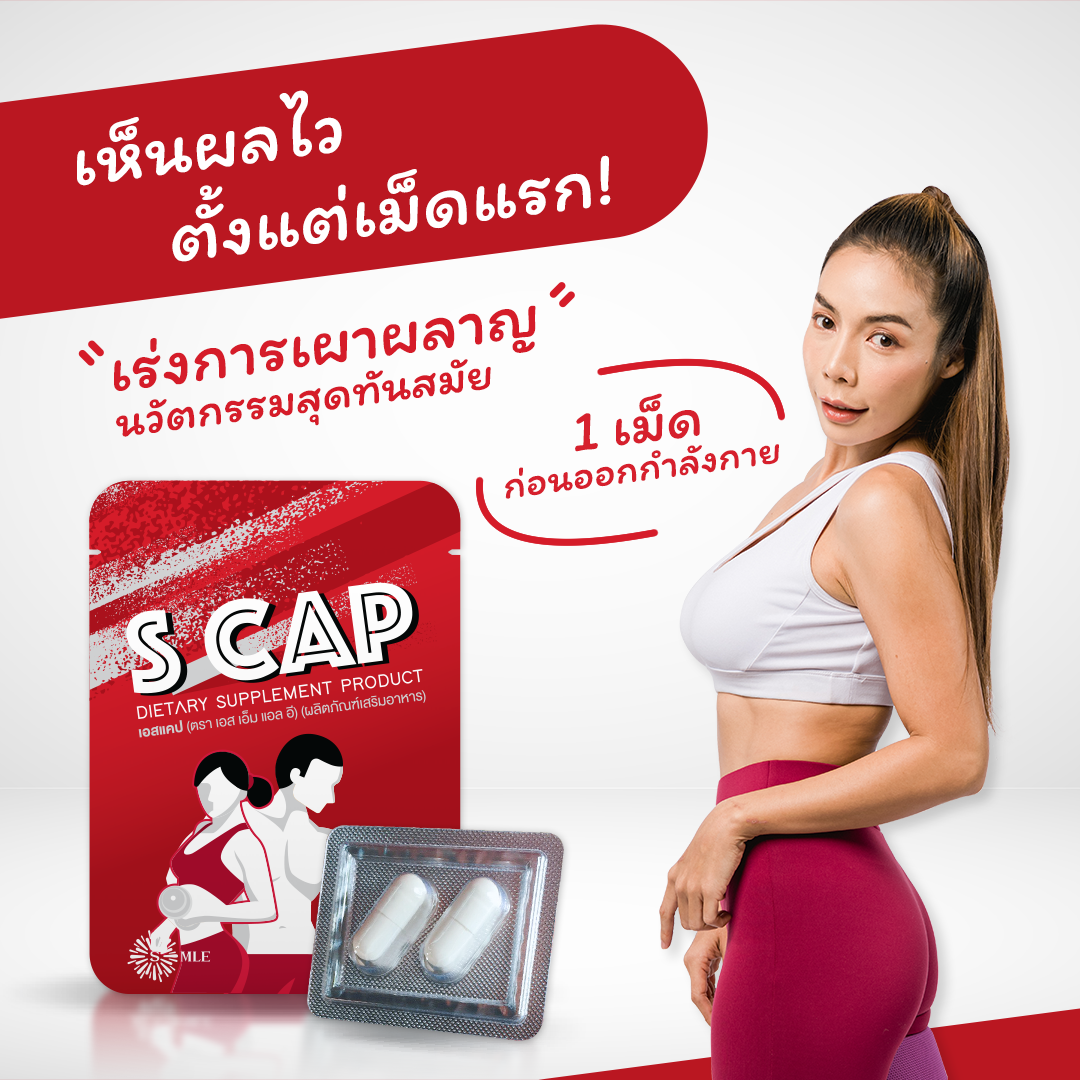 เห็นผลไว
ตั้งแต่เม็ดแรก!
"เร่งการเผาผลาญ"
นวัตกรรมสุดทันสมัย
1 เม็ด
ก่อนออกกำลังกาย
S CAP
DIETARY SUPPLEMENT PRODUCT
เอสแคป (ตรา เอส เอ็ม แอล อี) (ผลิตภัณฑ์เสริมอาหาร)
S MLE